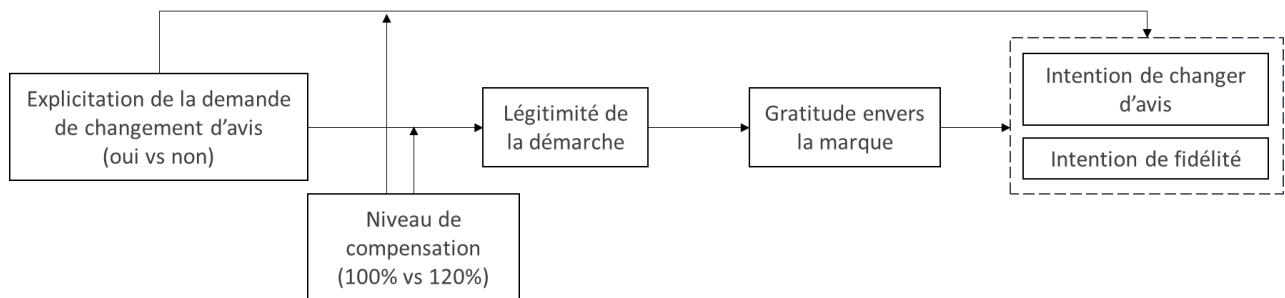 Explicitation de la demande
de changement d’avis
(oui vs non)
Légitimité de
la démarche
Gratitude envers
la marque
Intention de changer
d’avis
Intention de fidélité
Niveau de
compensation
(100% vs 120%)